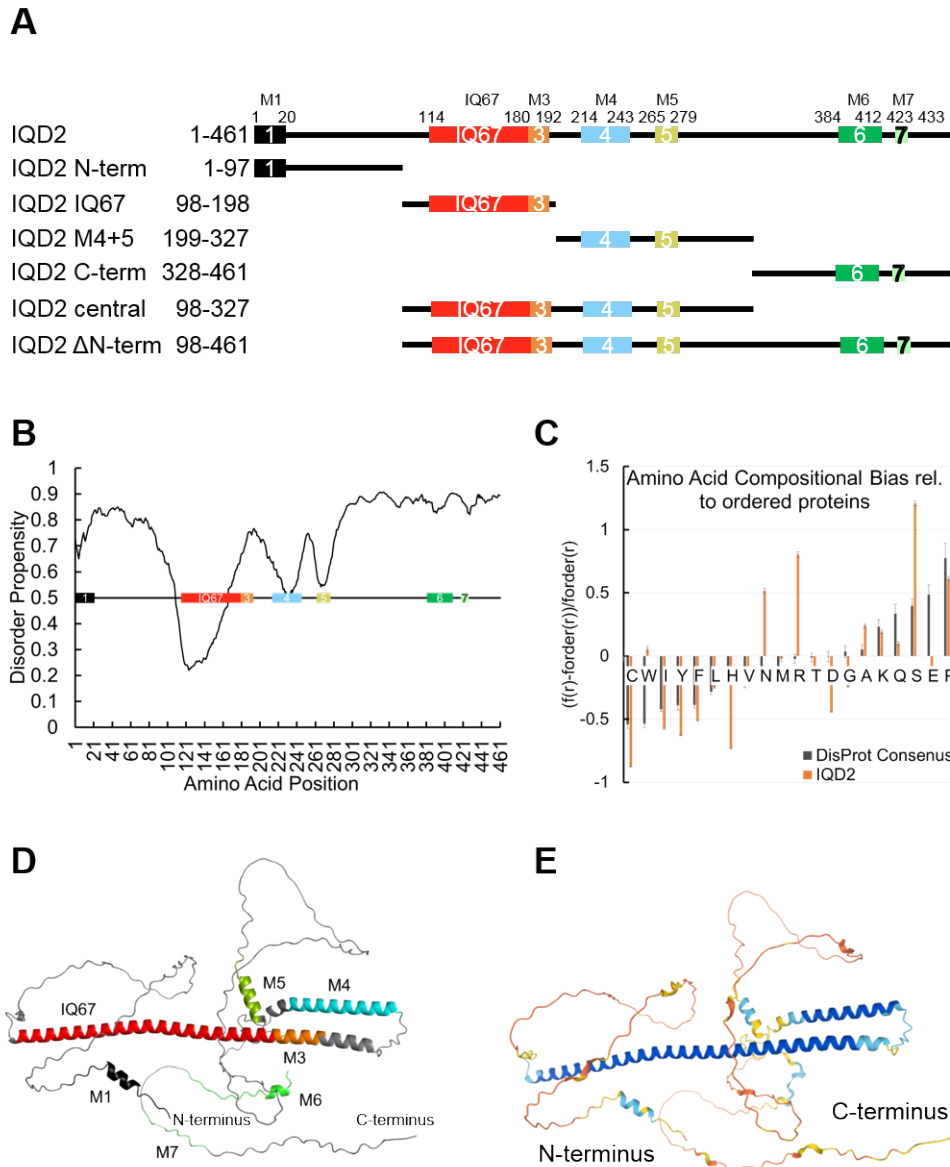 A
M1 IQ67 M3 M4 M5 M6 M7
1 20 114 180 192 214 243 265 279 384 412 423 433
IQD2 1-461 1 IQ67 3 4 5 6 7
IQD2 N-term 1-97 1
IQD2 IQ67 98-198 IQ67 3
IQD2 M4+5 199-327 4 5
IQD2 C-term 328-461 6 7
IQD2 central 98-327 IQ67 3 4 5
IQD2 ΔN-term 98-461 IQ67 3 4 5 6 7
B
Disorder Propensity
1
0.9
0.8
0.7
0.6
0.5
0.4
0.3
0.2
0.1
0
1 IQ67 3 4 5 6 7
1 21 41 61 81 101 121 141 161 181 201 221 241 261 281 301 321 341 361 381 401 421 441 461
Amino Acid Position
C
Amino Acid Compositional Bias rel.
to ordered proteins
(f(r)-forder(r))/forder(r)
1.5
1
0.5
0
-0.5
-1
C W I Y F L H V N M R T D G A K Q S E P
DisProt Consenus
IQD2
D
M5 M4
IQ67
M3
M1 M6
N-terminus C-terminus
M7
E
C-terminus
N-terminus